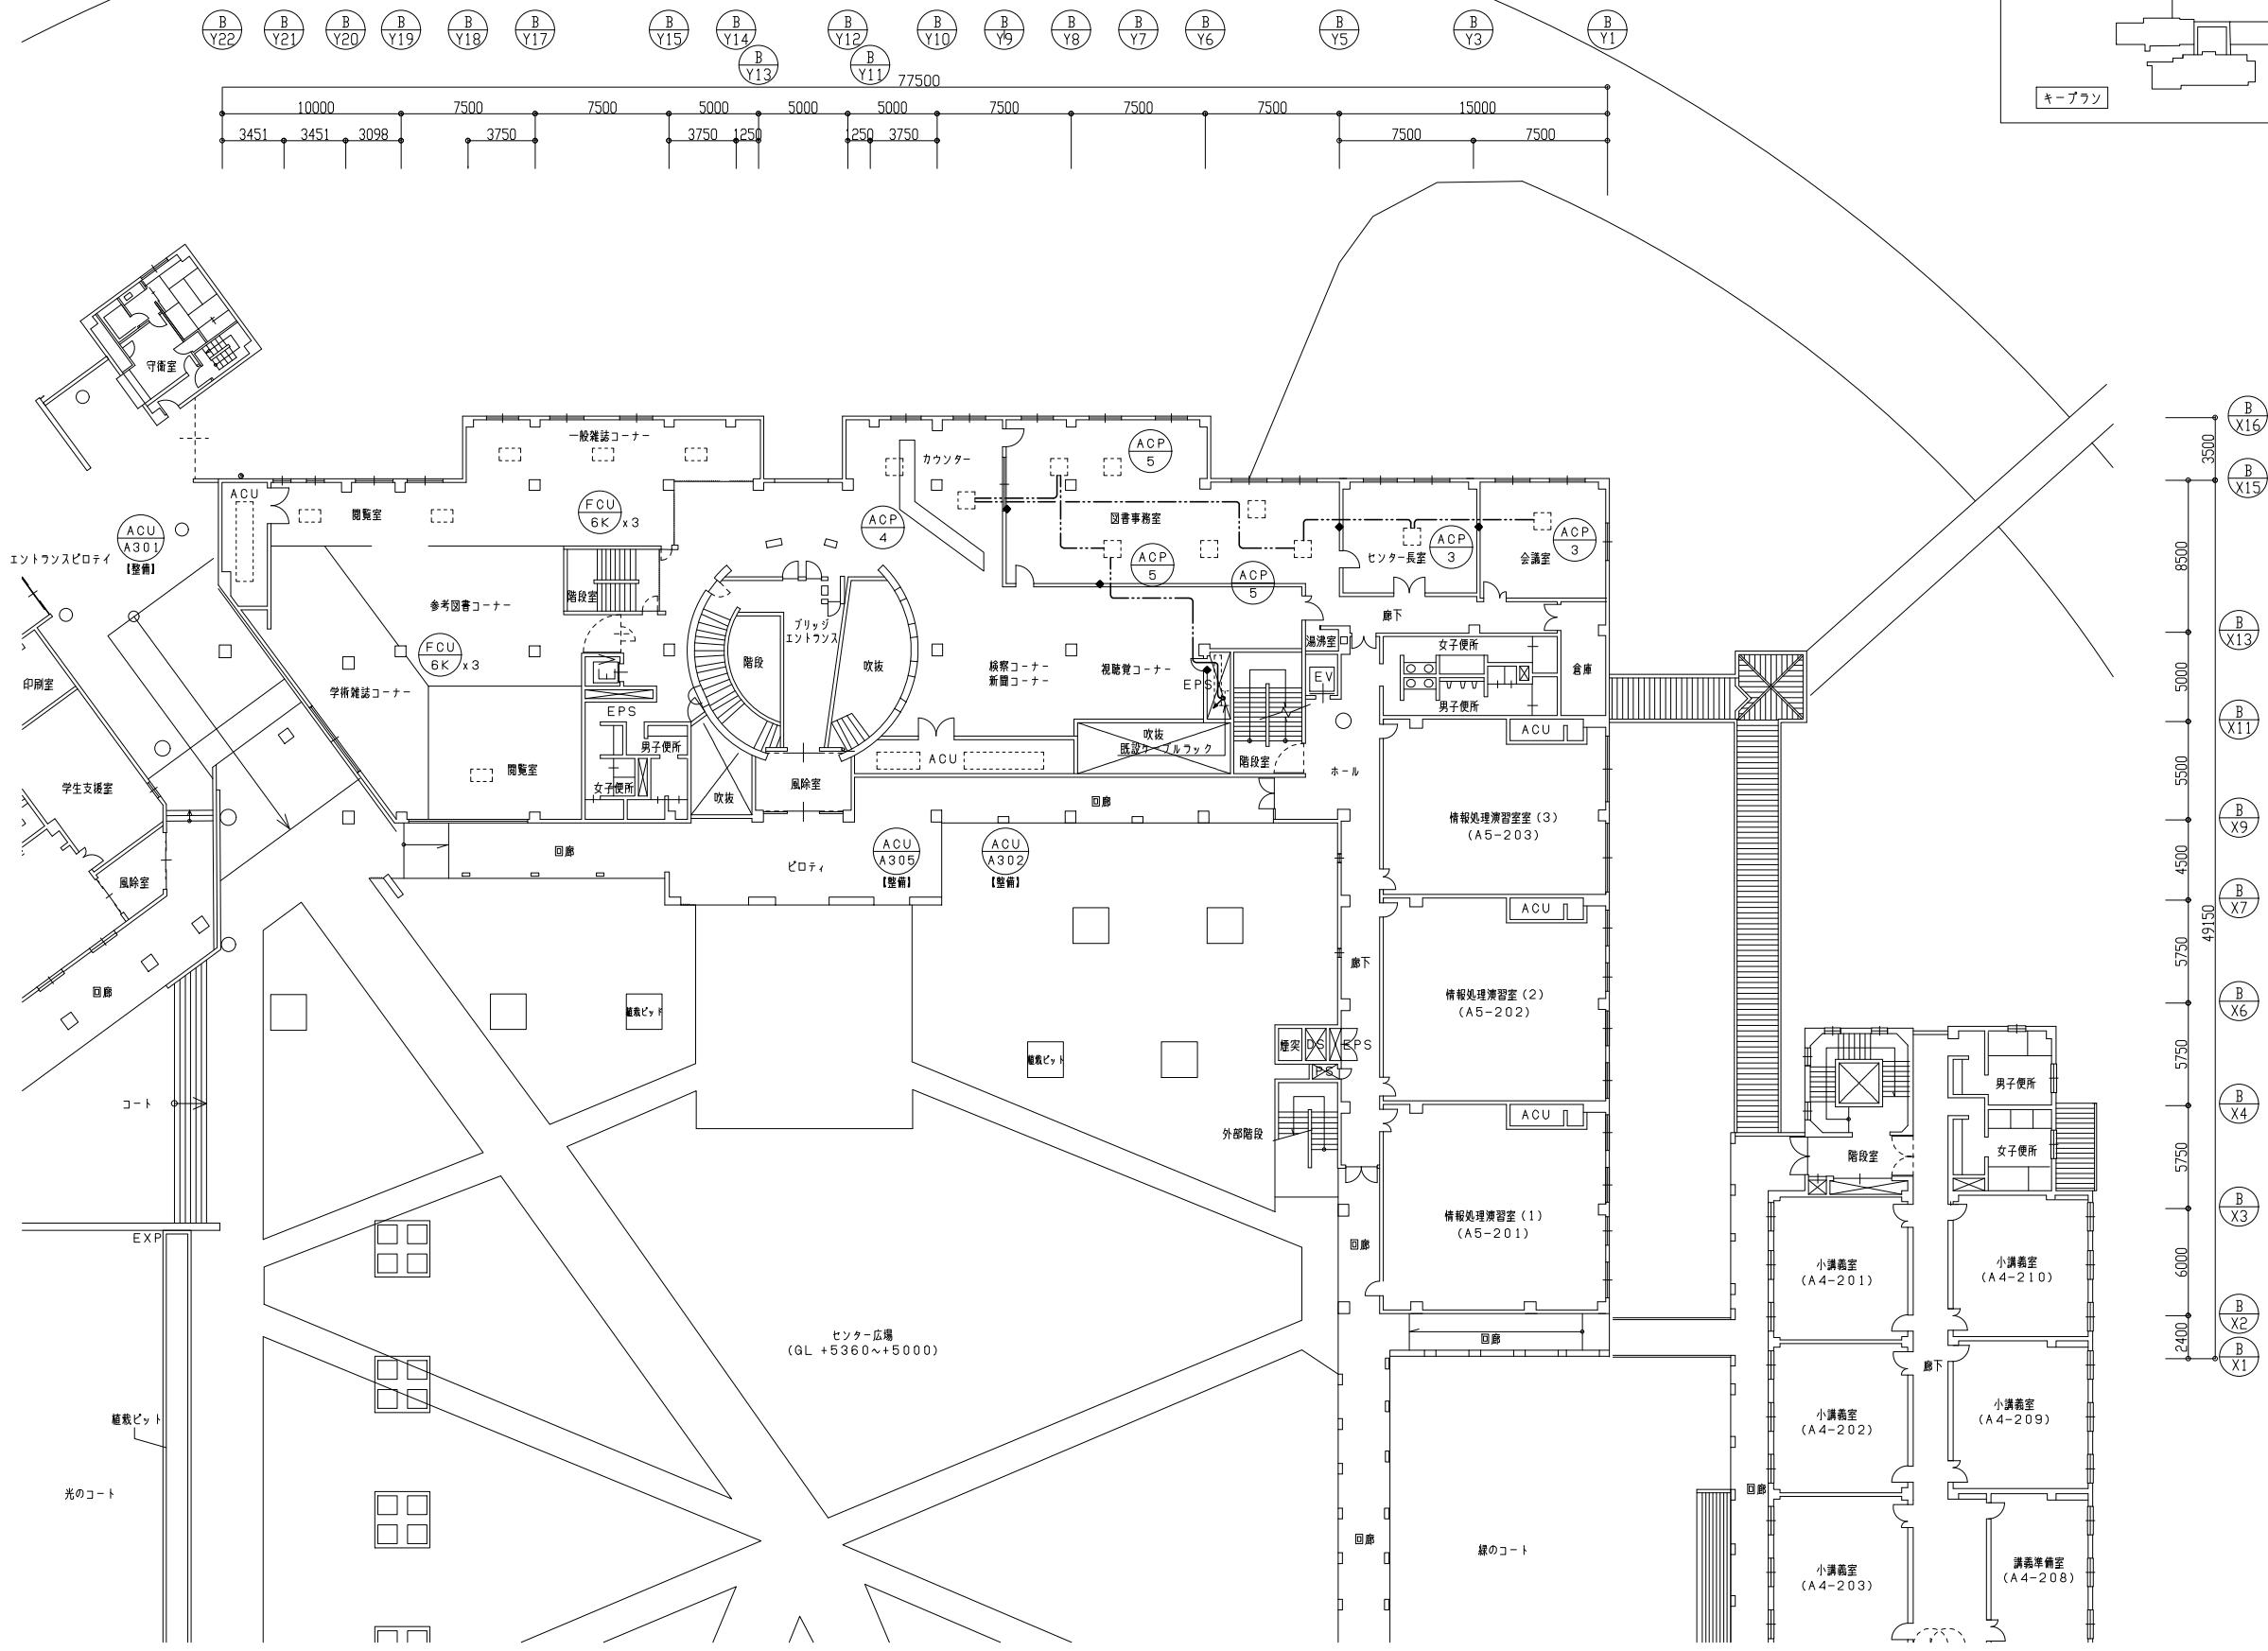 B B B B B B B B B B B B B B B B B
Y22 Y21 Y20 Y19 Y18 Y17 Y15 Y14 Y12 Y10 Y9 Y8 Y7 Y6 Y5 Y3 Y1
B B
Y13 Y11
77500
10000 7500 7500 5000 5000 5000 7500 7500 7500 15000
3451 3451 3098 3750 3750 1250 1250 3750 7500 7500
キープラン
守衛室
B
X16
3500
B
X15
8500
B
X13
5000
B
X11
5500
B
X9
4500
B
X7
49150
5750
B
X6
5750
B
X4
5750
B
X3
6000
B
X2
2400
B
X1
一般雑誌コーナー
カウンター
ACP
5
ACU
閲覧室
FCU
6K x3
ACP
4
図書事務室
ACU
A301
【整備】
エントランスピロティ
センター長室
ACP
3
会議室
ACP
3
ACP
5
ACP
5
階段室
参考図書コーナー
廊下
ブリッジ
エントランス
湯沸室
女子便所
FCU
6K x3
階段
吹抜
検察コーナー
新聞コーナー
視聴覚コーナー
EPS
EV
倉庫
印刷室
学術雑誌コーナー
男子便所
EPS
男子便所
吹抜
既設ケーブルラック
ACU
ACU
階段室
ホール
閲覧室
女子便所
吹抜
風除室
学生支援室
回廊
情報処理演習室室(3)
(A5-203)
回廊
ピロティ
ACU
A305
【整備】
ACU
A302
【整備】
風除室
ACU
回廊
廊下
情報処理演習室(2)
(A5-202)
植栽ピット
植栽ピット
煙突
DS
EPS
PS
コート
外部階段
ACU
男子便所
女子便所
階段室
情報処理演習室(1)
(A5-201)
回廊
EXP
小講義室
(A4-201)
小講義室
(A4-210)
センター広場
(GL +5360~+5000)
回廊
廊下
植栽ピット
小講義室
(A4-202)
小講義室
(A4-209)
光のコート
回廊
回廊
緑のコート
小講義室
(A4-203)
講義準備室
(A4-208)